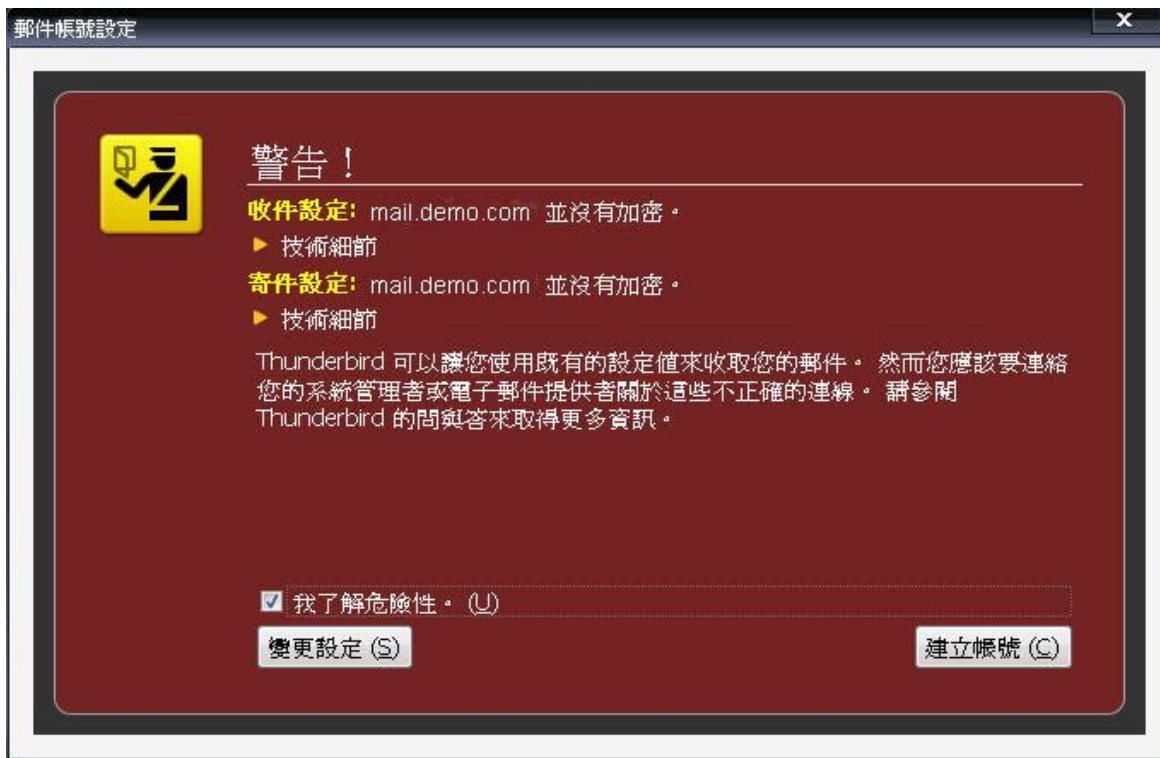 郵件帳號設定
x
警告！
收件設定: mail.demo.com 並沒有加密。
技術細節
寄件設定: mail.demo.com 並沒有加密。
技術細節
Thunderbird 可以讓您使用既有的設定值來收取您的郵件。 然而您應該要連絡
您的系統管理者或電子郵件提供者關於這些不正確的連線。 請參閱
Thunderbird 的問與答來取得更多資訊。
我了解危險性。 (U)
變更設定 (S) 建立帳號 (C)